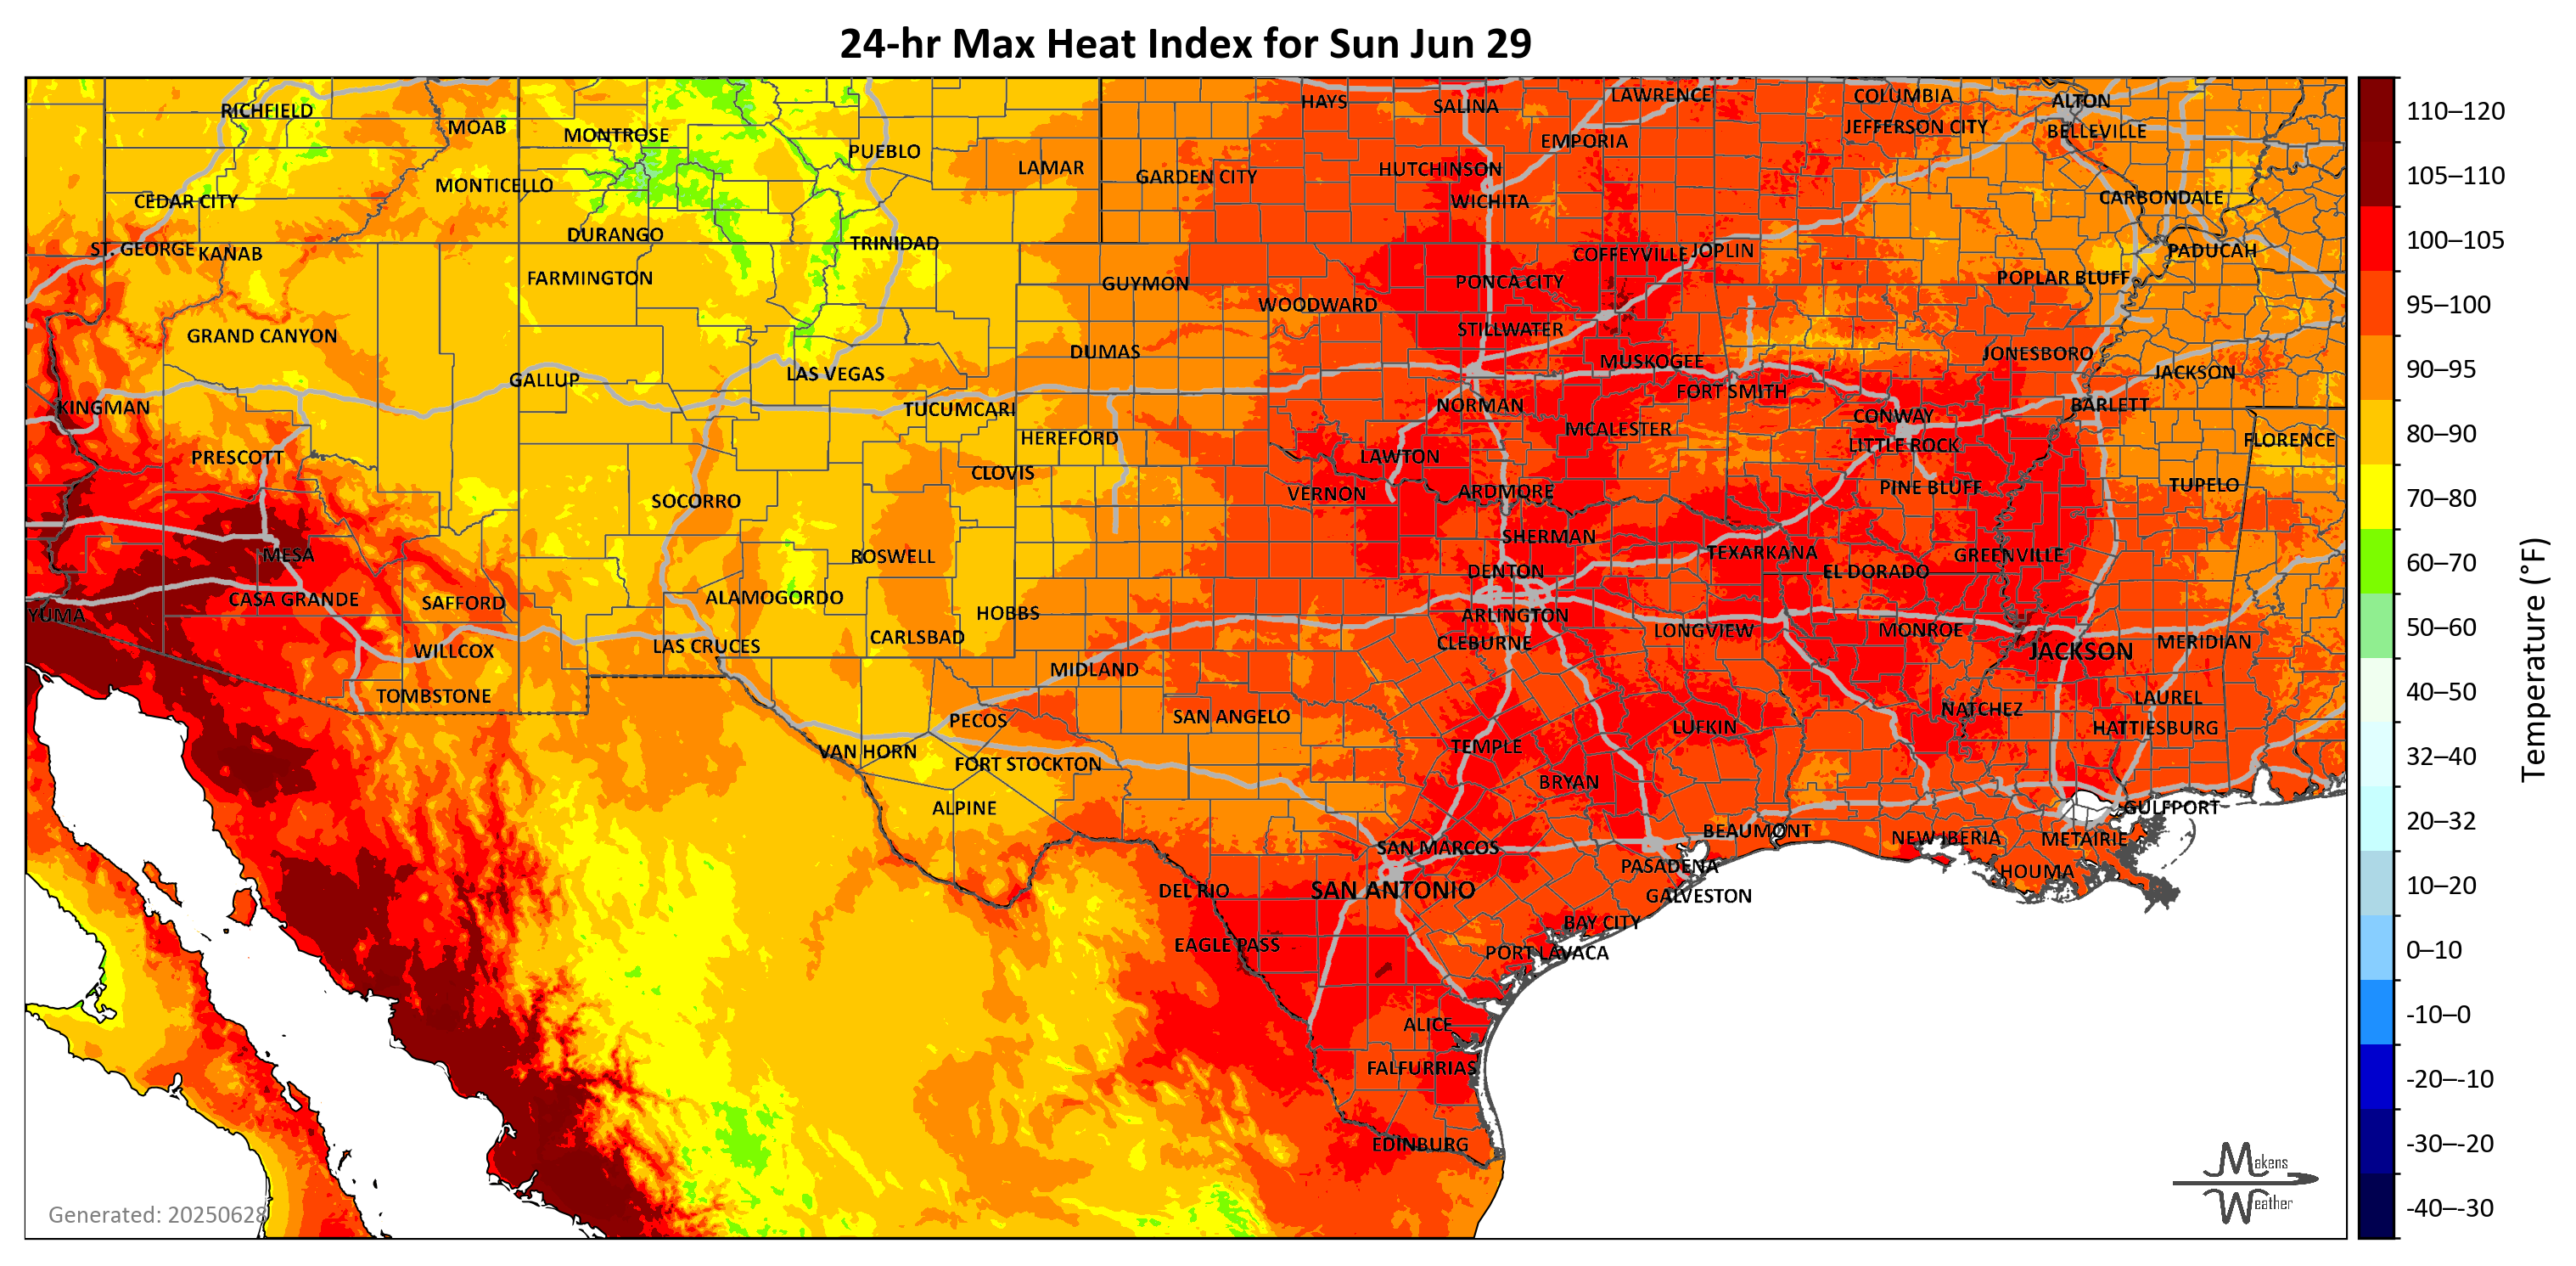 24-hr Max Heat Index for Sun Jun 29
RICHFIELD
MOAB
MONTROSE
PUEBLO
LAMAR
GARDEN CITY
HAYS
SALINA
LAWRENCE
COLUMBIA
ALTON
JEFFERSON CITY
BELLEVILLE
EMPORIA
HUTCHINSON
WICHITA
MONTICELLO
CEDAR CITY
CARBONDALE
ST. GEORGE
KANAB
DURANGO
TRINIDAD
COFFEYVILLE
JOPLIN
PADUCAH
FARMINGTON
GUYMON
PONCA CITY
POPLAR BLUFF
WOODWARD
GRAND CANYON
STILLWATER
DUMAS
MUSKOGEE
JONESBORO
JACKSON
GALLUP
LAS VEGAS
FORT SMITH
KINGMAN
TUCUMCARI
NORMAN
CONWAY
BARLETT
HEREFORD
MCALESTER
LITTLE ROCK
FLORENCE
PRESCOTT
CLOVIS
LAWTON
SOCORRO
VERNON
ARDMORE
PINE BLUFF
TUPELO
MESA
ROSWELL
SHERMAN
TEXARKANA
GREENVILLE
DENTON
EL DORADO
CASA GRANDE
SAFFORD
ALAMOGORDO
HOBBS
YUMA
ARLINGTON
LAS CRUCES
CARLSBAD
CLEBURNE
LONGVIEW
MONROE
WILLCOX
JACKSON
MERIDIAN
MIDLAND
TOMBSTONE
PECOS
SAN ANGELO
LUFKIN
NATCHEZ
LAUREL
HATTIESBURG
VAN HORN
FORT STOCKTON
TEMPLE
BRYAN
ALPINE
GULFPORT
SAN MARCOS
BEAUMONT
NEW IBERIA
METAIRIE
PASADENA
HOUMA
DEL RIO
SAN ANTONIO
GALVESTON
BAY CITY
EAGLE PASS
PORT LAVACA
ALICE
FALFURRIAS
EDINBURG
Generated: 20250628
Makens
Weather
110–120
105–110
100–105
95–100
90–95
80–90
70–80
60–70
50–60
40–50
32–40
20–32
10–20
0–10
-10–0
-20–-10
-30–-20
-40–-30
Temperature (°F)